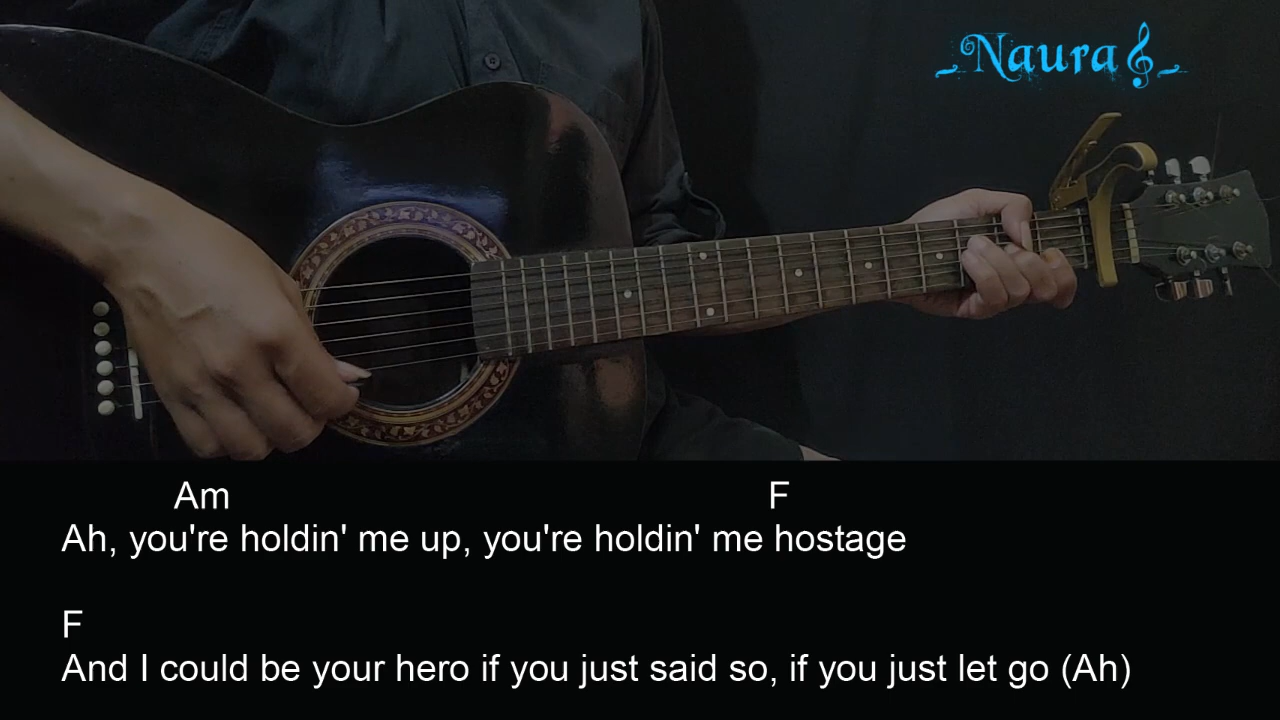 Naura
Am F
Ah, you're holdin' me up, you're holdin' me hostage
F
And I could be your hero if you just said so, if you just let go (Ah)